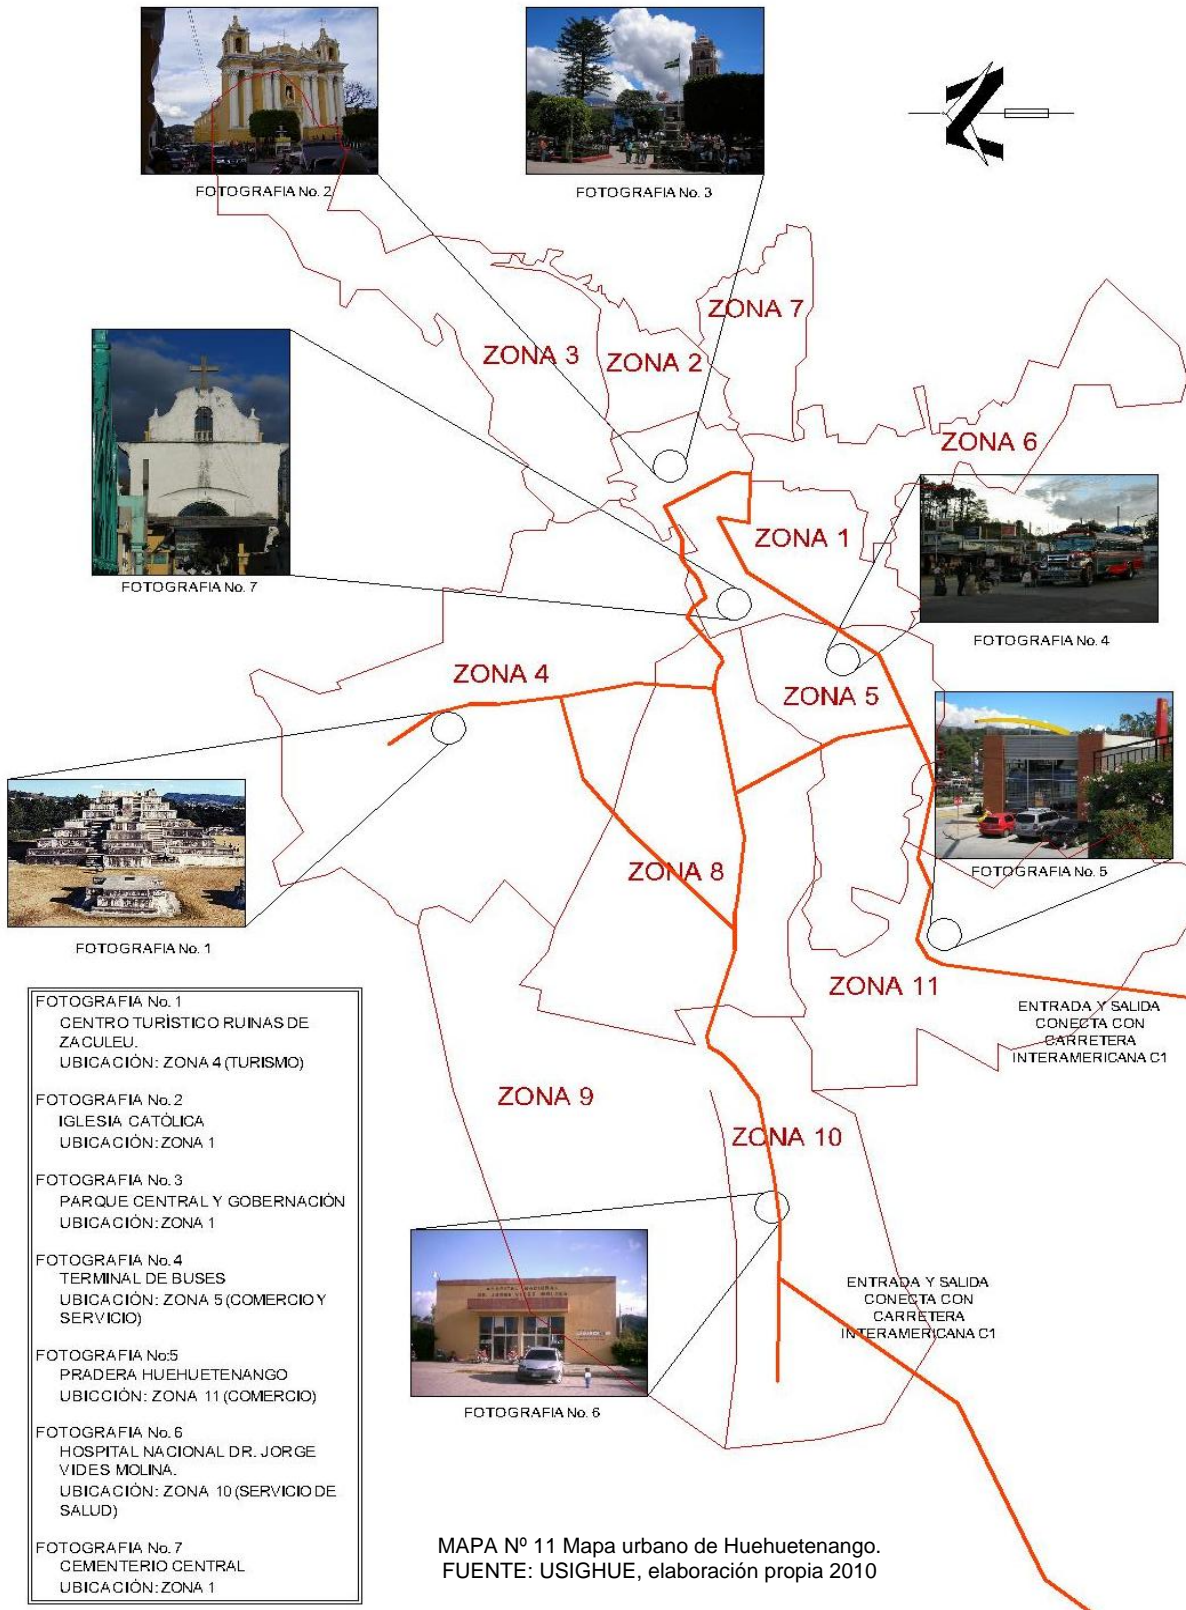 FOTOGRAFIA No. 2
FOTOGRAFIA No. 3
ZONA 7
ZONA 3
ZONA 2
ZONA 6
ZONA 1
FOTOGRAFIA No. 7
FOTOGRAFIA No. 4
ZONA 4
ZONA 5
ZONA 8
FOTOGRAFIA No. 5
FOTOGRAFIA No. 1
ZONA 11
ENTRADA Y SALIDA
CONECTA CON
CARRETERA
INTERAMERICANA C1
ZONA 9
ZONA 10
HOSPITAL NACIONAL
DR. JORGE VIDES MOLINA
FOTOGRAFIA No. 6
ENTRADA Y SALIDA
CONECTA CON
CARRETERA
INTERAMERICANA C1
FOTOGRAFIA No. 1
CENTRO TURÍSTICO RUINAS DE
ZACULEU.
UBICACIÓN: ZONA 4 (TURISMO)
FOTOGRAFIA No. 2
IGLESIA CATÓLICA
UBICACIÓN: ZONA 1
FOTOGRAFIA No. 3
PARQUE CENTRAL Y GOBERNACIÓN
UBICACIÓN: ZONA 1
FOTOGRAFIA No. 4
TERMINAL DE BUSES
UBICACIÓN: ZONA 5 (COMERCIO Y
SERVICIO)
FOTOGRAFIA No:5
PRADERA HUEHUETENANGO
UBICCIÓN: ZONA 11 (COMERCIO)
FOTOGRAFIA No. 6
HOSPITAL NACIONAL DR. JORGE
VIDES MOLINA.
UBICACIÓN: ZONA 10 (SERVICIO DE
SALUD)
FOTOGRAFIA No. 7
CEMENTERIO CENTRAL
UBICACIÓN: ZONA 1
MAPA Nº 11 Mapa urbano de Huehuetenango.
FUENTE: USIGHUE, elaboración propia 2010